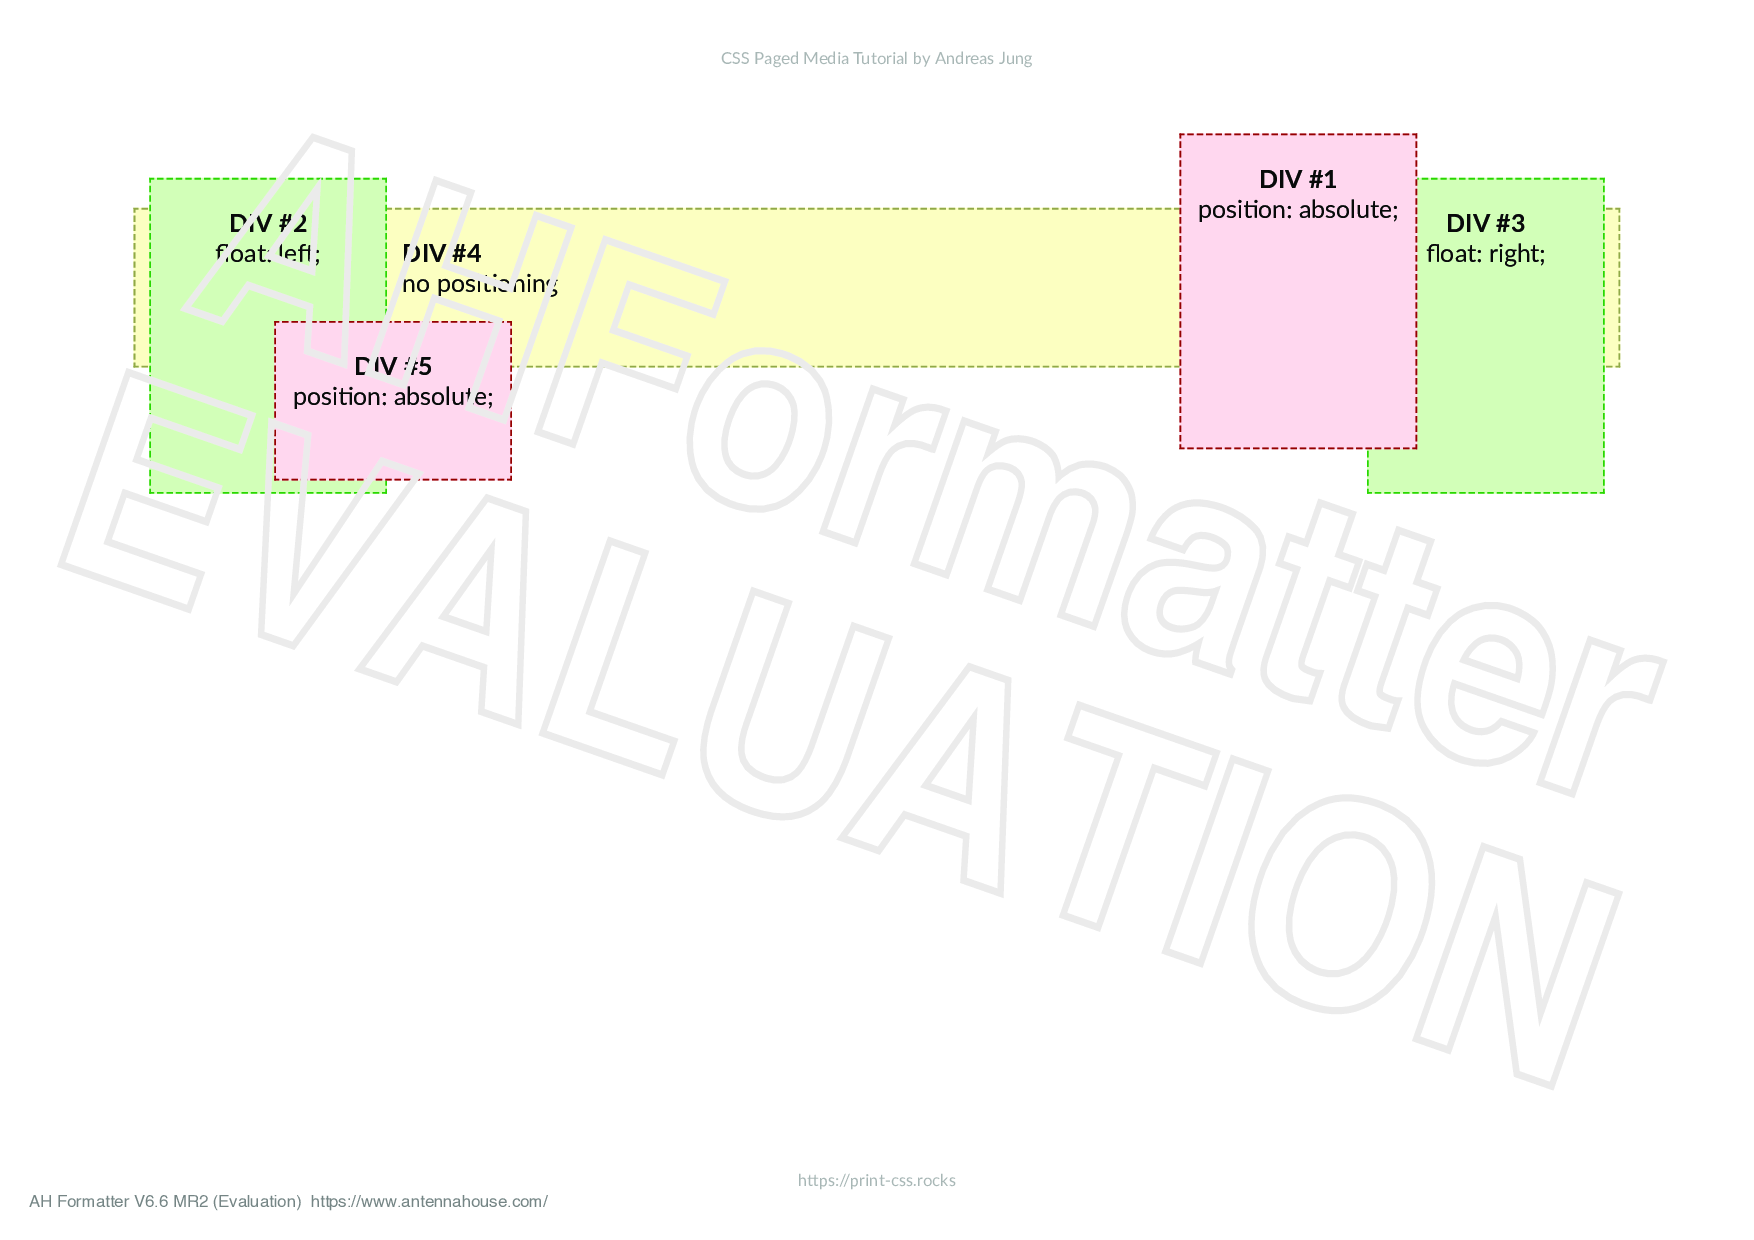 CSS Paged Media Tutorial by Andreas Jung
DIV #1
position: absolute;
DIV #2
float: left;
DIV #3
float: right;
DIV #4
no positioning
DIV #5
position: absolute;
AHFormatter
EVALUATION
https://print-css.rocks
AH Formatter V6.6 MR2 (Evaluation)  https://www.antennahouse.com/